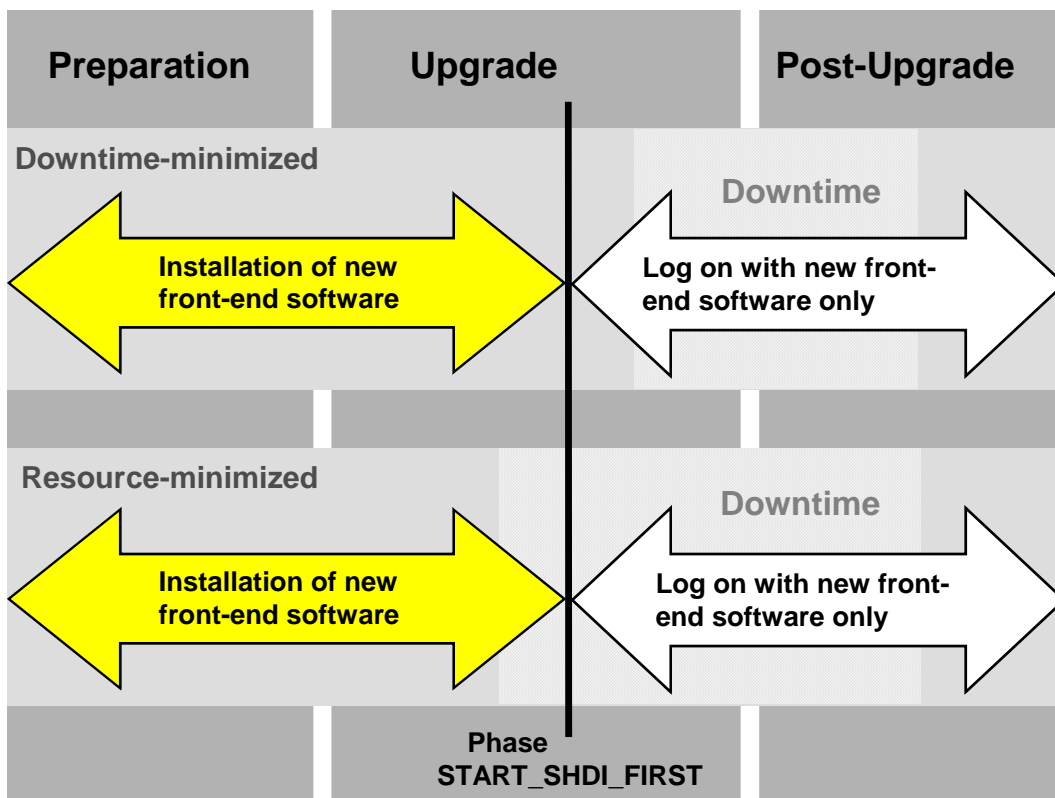 Preparation
Upgrade
Post-Upgrade
Downtime-minimized
Downtime
Installation of new
front-end software
Log on with new front-
end software only
Resource-minimized
Downtime
Installation of new
front-end software
Log on with new front-
end software only
Phase
START_SHDI_FIRST